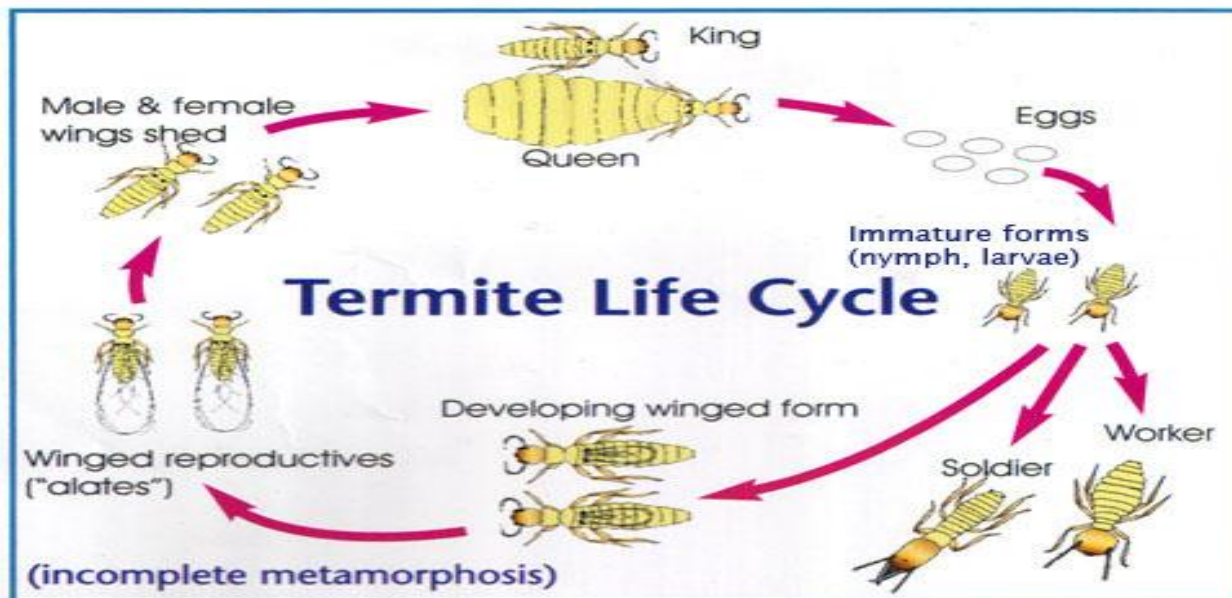 King
Male & female
wings shed
Queen
Eggs
Immature forms
(nymph, larvae)
Termite Life Cycle
Developing winged form
Worker
Soldier
Winged reproductives
("alates")
(incomplete metamorphosis)